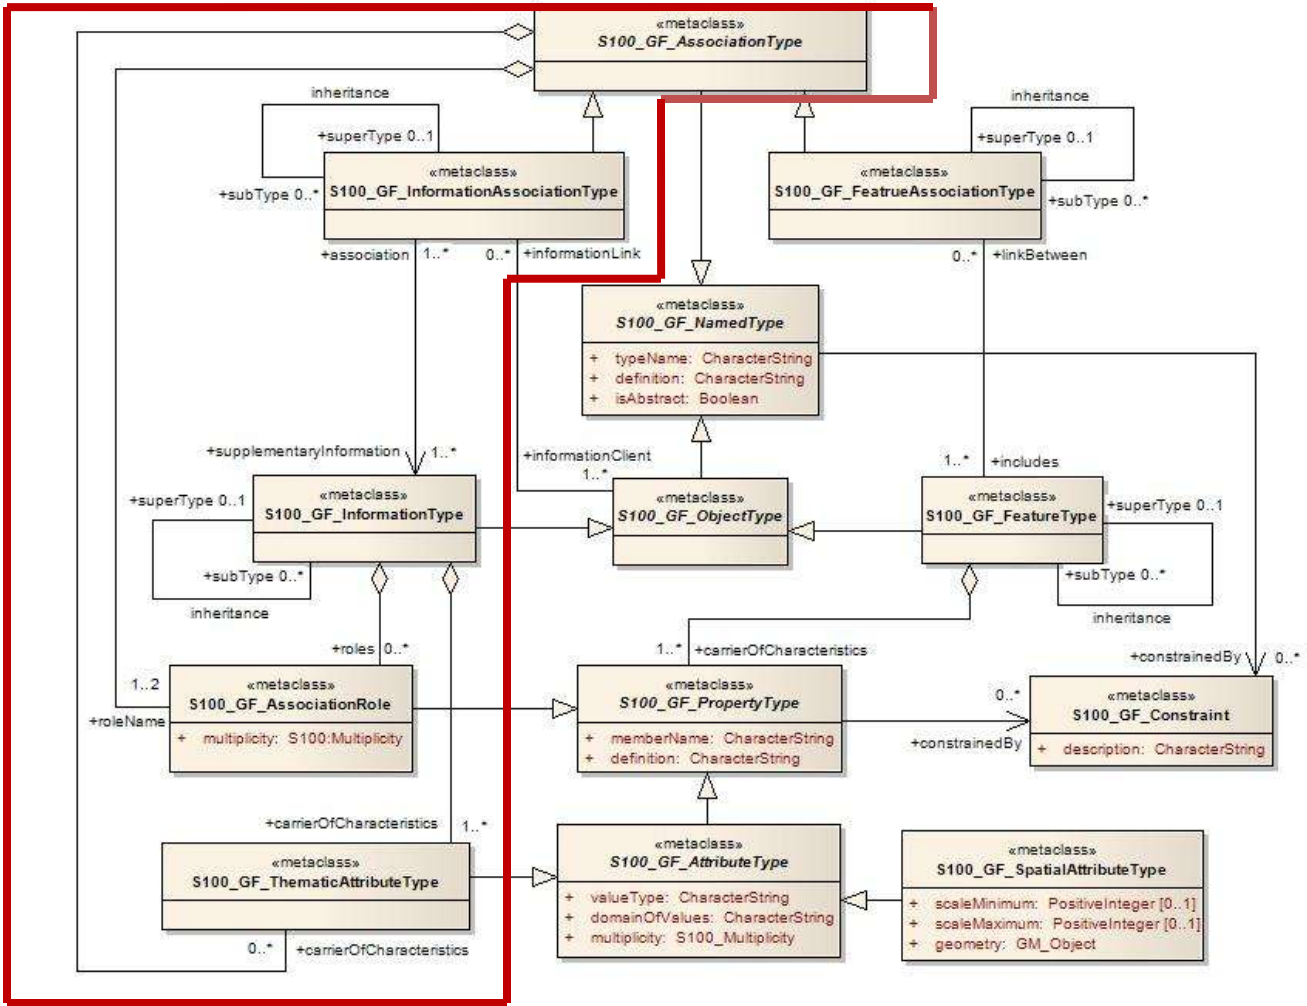 «metaclass»
S100_GF_AssociationType
inheritance
+superType 0..1
«metaclass»
S100_GF_InformationAssociationType
+subType 0..*
inheritance
+superType 0..1
«metaclass»
S100_GF_FeatrueAssociationType
+subType 0..*
+association 1..*
0..* +informationLink
0..* +linkBetween
«metaclass»
S100_GF_NamedType
+ typeName: CharacterString
+ definition: CharacterString
+ isAbstract: Boolean
+supplementaryInformation 1..*
+informationClient
1..*
1..* +includes
+superType 0..1
«metaclass»
S100_GF_InformationType
+subType 0..*
inheritance
«metaclass»
S100_GF_ObjectType
«metaclass»
S100_GF_FeatureType
+superType 0..1
+subType 0..*
inheritance
+roles 0..*
1..* +carrierOfCharacteristics
+constrainedBy 0..*
1..2
+roleName
«metaclass»
S100_GF_AssociationRole
+ multiplicity: S100:Multiplicity
«metaclass»
S100_GF_PropertyType
+ memberName: CharacterString
+ definition: CharacterString
0..*
+constrainedBy
«metaclass»
S100_GF_Constraint
+ description: CharacterString
+carrierOfCharacteristics 1..*
«metaclass»
S100_GF_ThematicAttributeType
0..* +carrierOfCharacteristics
«metaclass»
S100_GF_AttributeType
+ valueType: CharacterString
+ domainOfValues: CharacterString
+ multiplicity: S100_Multiplicity
«metaclass»
S100_GF_SpatialAttributeType
+ scaleMinimum: PositiveInteger [0..1]
+ scaleMaximum: PositiveInteger [0..1]
+ geometry: GM_Object